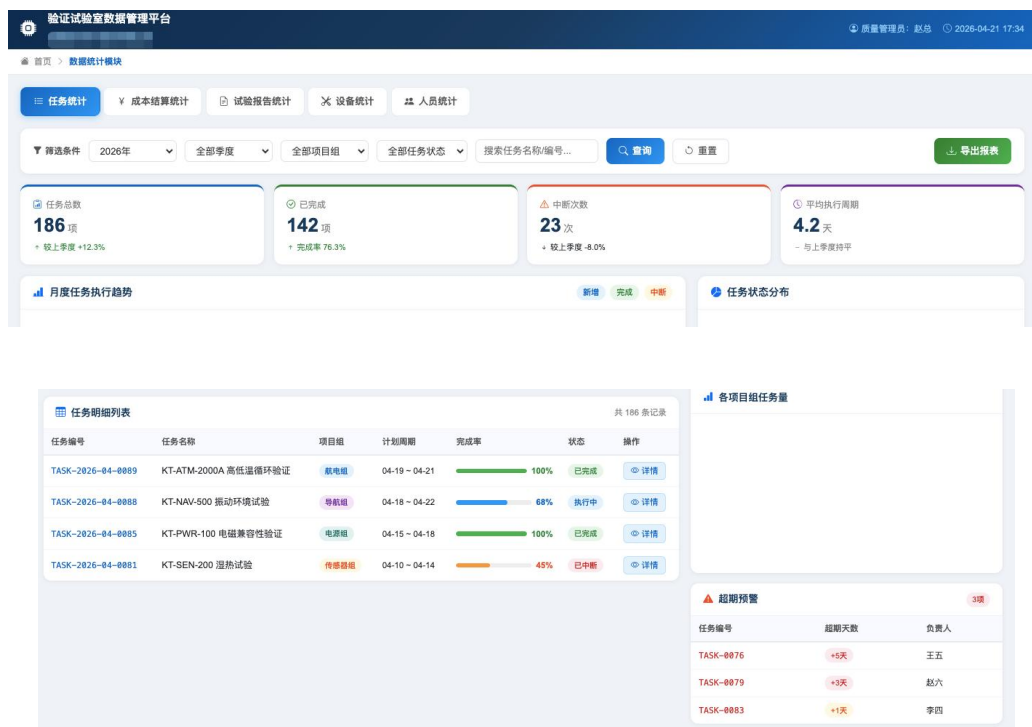 验证试验室数据管理平台
质量管理员：赵总 2026-04-21 17:34
首页 > 数据统计模块
任务统计 ¥ 成本结算统计 试验报告统计 设备统计 人员统计
筛选条件 2026年 全部季度 全部项目组 全部任务状态 搜索任务名称/编号... 查询 重置 导出报表
任务总数 已完成 中断次数 平均执行周期
186 项 142 项 23 次 4.2 天
↑ 较上季度 +12.3% ↑ 完成率 76.3% ↓ 较上季度 -8.0% − 与上季度持平
月度任务执行趋势 新增 完成 中断 任务状态分布
任务明细列表 共 186 条记录
任务编号 任务名称 项目组 计划周期 完成率 状态 操作
TASK-2026-04-0089 KT-ATM-2000A 高低温循环验证 航电组 04-19 ~ 04-21 100% 已完成 详情
TASK-2026-04-0088 KT-NAV-500 振动环境试验 导航组 04-18 ~ 04-22 68% 执行中 详情
TASK-2026-04-0085 KT-PWR-100 电磁兼容性验证 电源组 04-15 ~ 04-18 100% 已完成 详情
TASK-2026-04-0081 KT-SEN-200 湿热试验 传感器组 04-10 ~ 04-14 45% 已中断 详情
各项目组任务量
超期预警 3项
任务编号 超期天数 负责人
TASK-0076 +5天 王五
TASK-0079 +3天 赵六
TASK-0083 +1天 李四